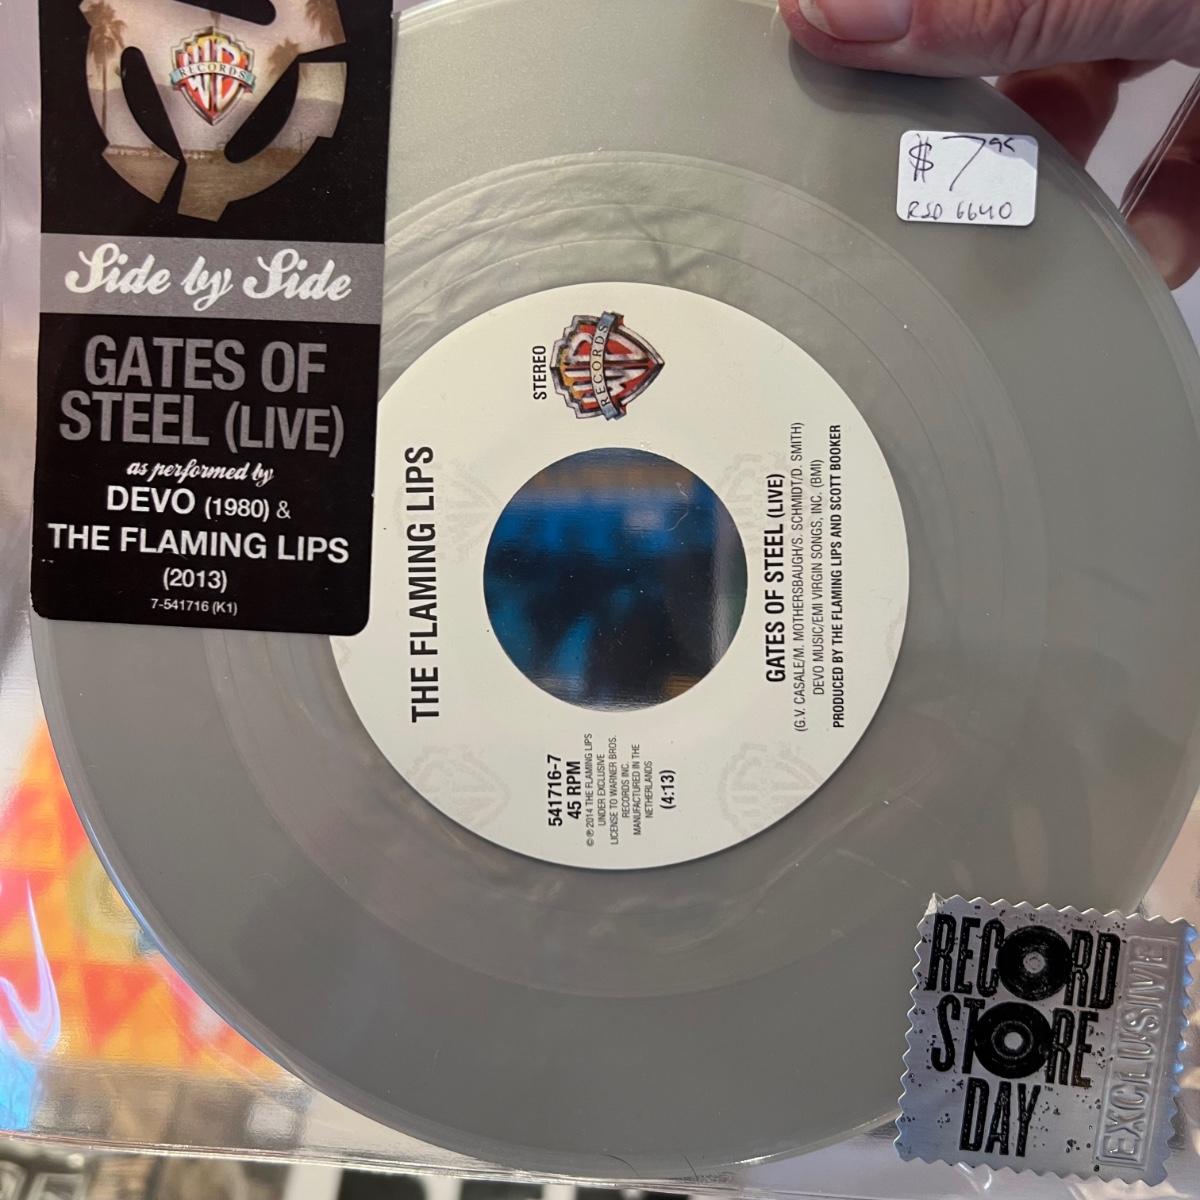 WB
RECORDS
Side by Side
GATES OF
STEEL (LIVE)
as performed by
DEVO (1980) &
THE FLAMING LIPS
(2013)
7-541716 (K1)
$7.95
RSD 6640
STEREO
WB
RECORDS
THE FLAMING LIPS
541716-7
45 RPM
© ℗ 2014 THE FLAMING LIPS
UNDER EXCLUSIVE
LICENSE TO WARNER BROS.
RECORDS INC.
MANUFACTURED IN THE
NETHERLANDS
(4:13)
GATES OF STEEL (LIVE)
(G.V. CASALE/M. MOTHERSBAUGH/S. SCHMIDT/D. SMITH)
DEVO MUSIC/EMI VIRGIN SONGS, INC. (BMI)
PRODUCED BY THE FLAMING LIPS AND SCOTT BOOKER
RECORD
STORE
DAY
EXCLUSIVE